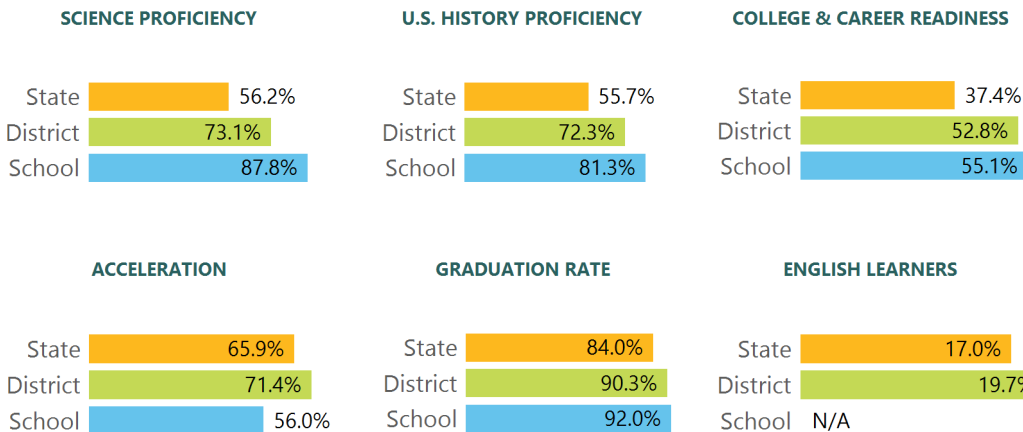 SCIENCE PROFICIENCY
State 56.2%
District 73.1%
School 87.8%
U.S. HISTORY PROFICIENCY
State 55.7%
District 72.3%
School 81.3%
COLLEGE & CAREER READINESS
State 37.4%
District 52.8%
School 55.1%
ACCELERATION
State 65.9%
District 71.4%
School 56.0%
GRADUATION RATE
State 84.0%
District 90.3%
School 92.0%
ENGLISH LEARNERS
State 17.0%
District 19.7%
School N/A